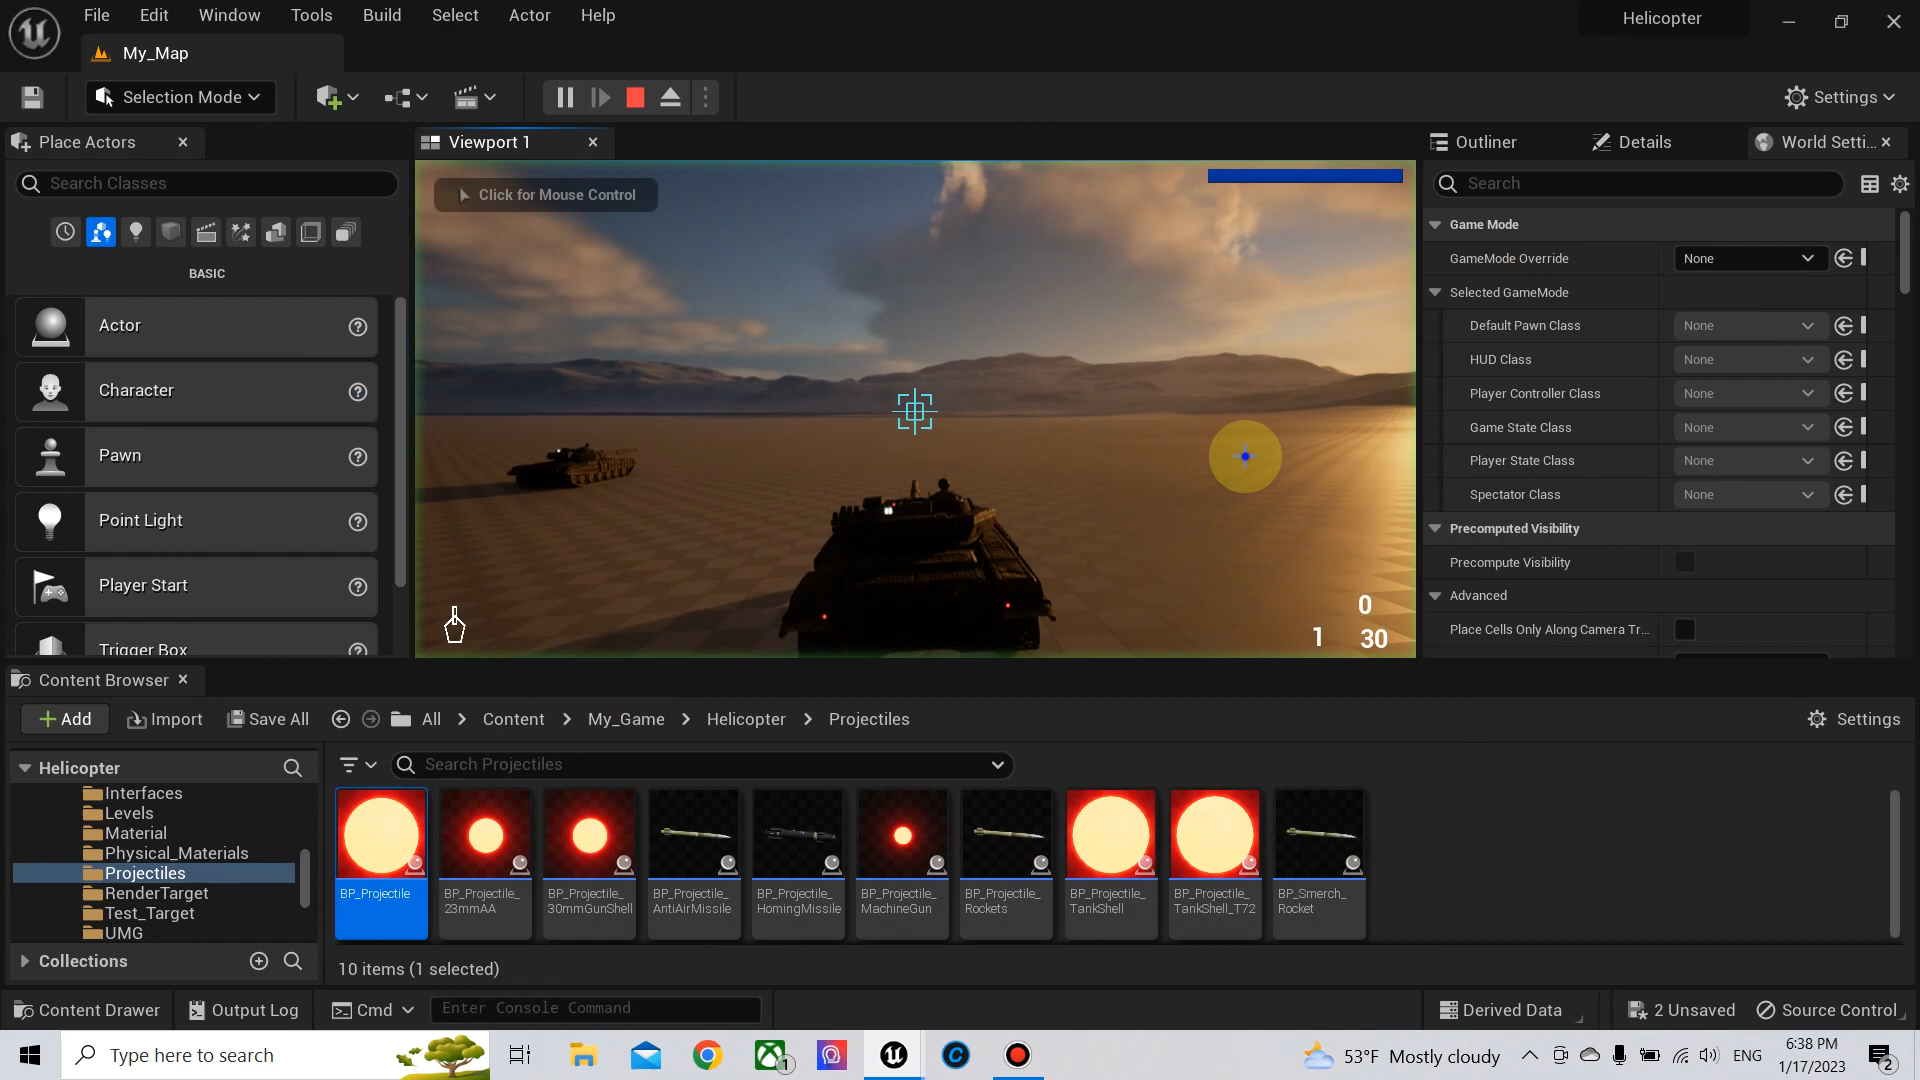 File Edit Window Tools Build Select Actor Help
Helicopter
My_Map
Selection Mode
Settings
Place Actors
Viewport 1
Outliner
Details
World Setti...
Search Classes
Click for Mouse Control
Search
BASIC
Game Mode
GameMode Override
None
Selected GameMode
Actor
Default Pawn Class
None
HUD Class
None
Character
Player Controller Class
None
Game State Class
None
Pawn
Player State Class
None
Spectator Class
None
Point Light
Precomputed Visibility
Precompute Visibility
Player Start
Advanced
0
1 30
Place Cells Only Along Camera Tr...
Trigger Box
Content Browser
Add
Import
Save All
All
Content
My_Game
Helicopter
Projectiles
Settings
Helicopter
Search Projectiles
Interfaces
Levels
Material
Physical_Materials
Projectiles
RenderTarget
Test_Target
UMG
BP_Projectile
BP_Projectile_
23mmAA
BP_Projectile_
30mmGunShell
BP_Projectile_
AntiAirMissile
BP_Projectile_
HomingMissile
BP_Projectile_
MachineGun
BP_Projectile_
Rockets
BP_Projectile_
TankShell
BP_Projectile_
TankShell_T72
BP_Smerch_
Rocket
Collections
10 items (1 selected)
Content Drawer
Output Log
Cmd
Enter Console Command
Derived Data
2 Unsaved
Source Control
Type here to search
1
53°F Mostly cloudy
ENG
6:38 PM
1/17/2023
2